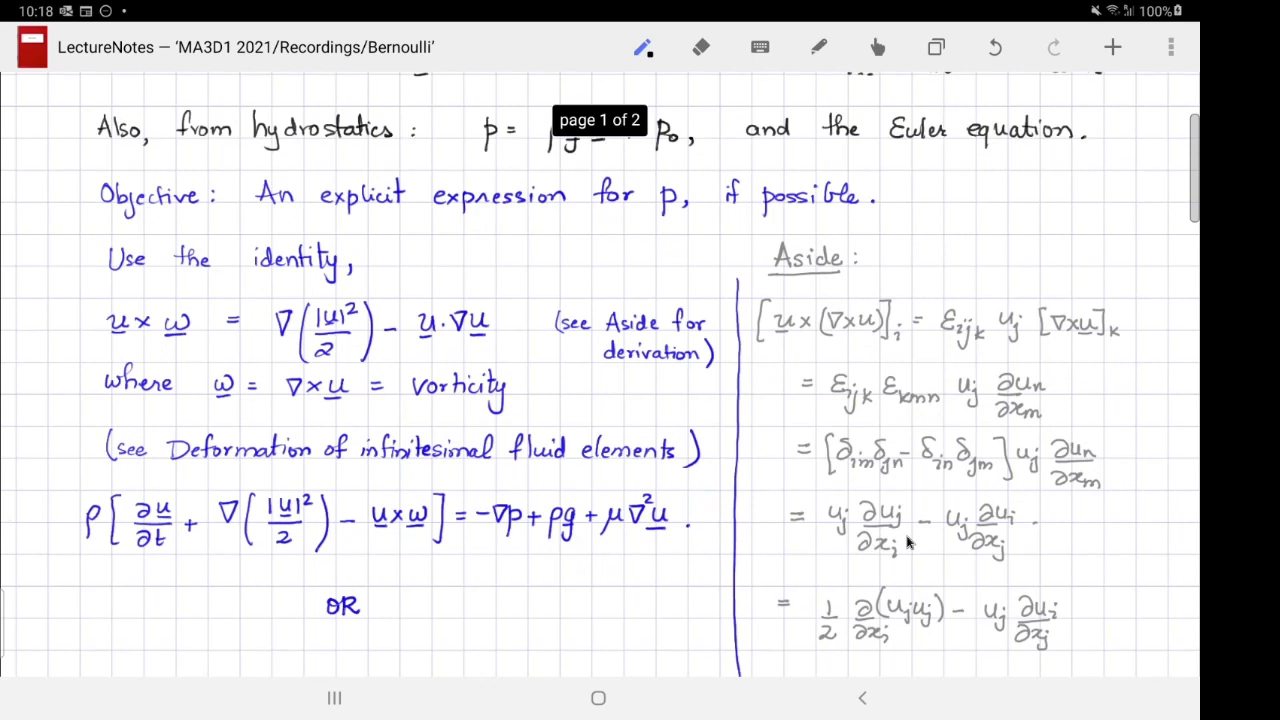 10:18 100%
LectureNotes — ‘MA3D1 2021/Recordings/Bernoulli’
page 1 of 2
Also, from hydrostatics : p = p₀, and the Euler equation.
Objective : An explicit expression for p, if possible.
Use the identity,
u × ω = ∇(|u|²/2) − u·∇u (see Aside for derivation)
where ω = ∇×u = vorticity
(see Deformation of infinitesimal fluid elements)
ρ[∂u/∂t + ∇(|u|²/2) − u×ω] = −∇p + ρg + μ∇²u .
OR
Aside :
[u×(∇×u)]ᵢ = εᵢⱼₖ uⱼ [∇×u]ₖ
= εᵢⱼₖ εₖₘₙ uⱼ ∂uₙ/∂xₘ
= [δᵢₘδⱼₙ − δᵢₙδⱼₘ] uⱼ ∂uₙ/∂xₘ
= uⱼ ∂uⱼ/∂xᵢ − uⱼ ∂uᵢ/∂xⱼ .
= 1/2 ∂(uⱼuⱼ)/∂xᵢ − uⱼ ∂uᵢ/∂xⱼ